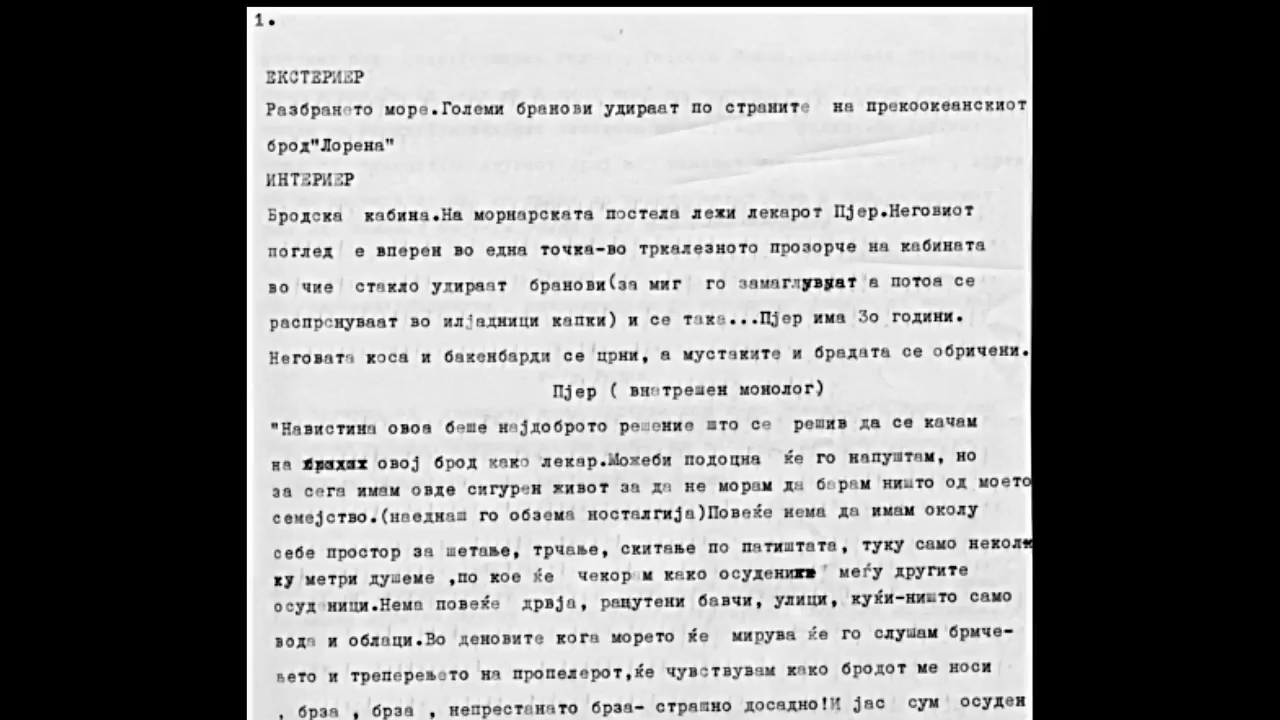 1.
ЕКСТЕРИЕР
Разбрането море.Големи бранови удираат по страните на прекоокеанскиот
брод"Лорена"
ИНТЕРИЕР
Бродска кабина.На морнарската постела лежи лекарот Пјер.Неговиот
поглед е вперен во една точка-во тркалезното прозорче на кабината
во чие стакло удираат бранови(за миг го замаглуваат а потоа се
распрснуваат во илјадници капки) и се така...Пјер има 3о години.
Неговата коса и бакенбарди се црни, а мустаките и брадата се обричени.
Пјер ( внатрешен монолог)
"Навистина овоа беше најдоброто решение што се решив да се качам
на овој брод како лекар.Можеби подоцна ќе го напуштам, но
за сега имам овде сигурен живот за да не морам да барам ништо од моето
семејство.(наеднаш го обзема носталгија)Повеќе нема да имам околу
себе простор за шетање, трчање, скитање по патиштата, туку само некол
ку метри душеме ,по кое ќе чекорам како осуденик меѓу другите
осуденици.Нема повеќе дрвја, рацутени бавчи, улици, куќи-ништо само
вода и облаци.Во деновите кога морето ќе мирува ќе го слушам брмче-
њето и треперењето на пропелерот,ќе чувствувам како бродот ме носи
, брза , брза , непрестанато брза- страшно досадно!И јас сум осуден